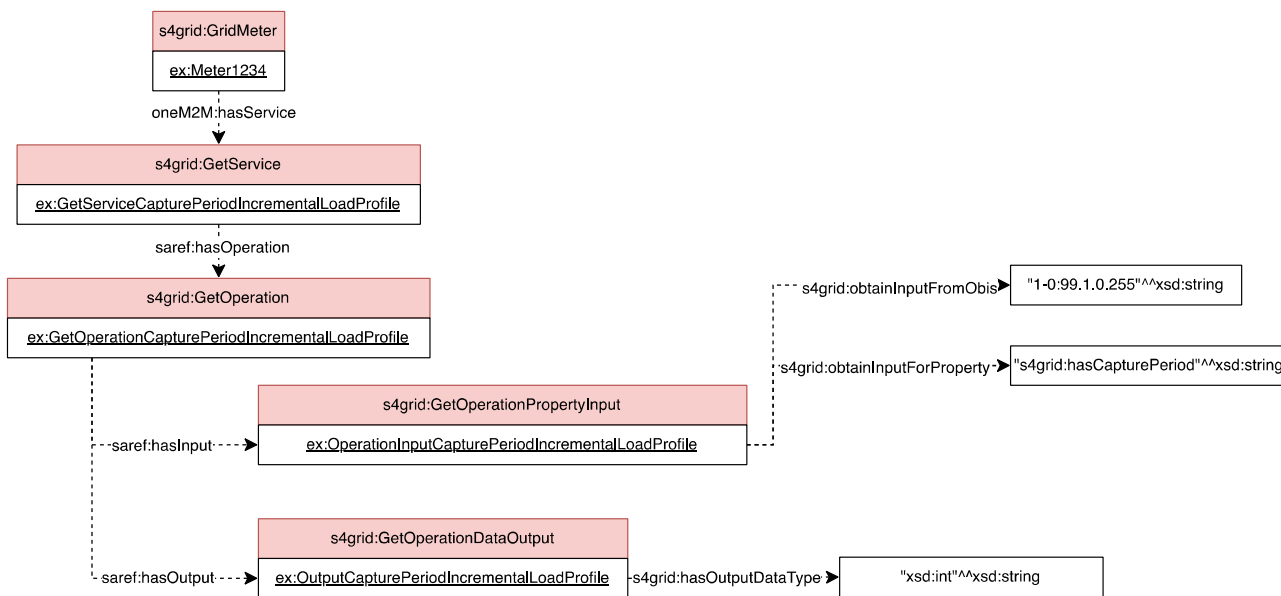 s4grid:GridMeter
ex:Meter1234
oneM2M:hasService
s4grid:GetService
ex:GetServiceCapturePeriodIncrementalLoadProfile
saref:hasOperation
s4grid:GetOperation
ex:GetOperationCapturePeriodIncrementalLoadProfile
s4grid:obtainInputFromObis
"1-0:99.1.0.255"^^xsd:string
s4grid:obtainInputForProperty
"s4grid:hasCapturePeriod"^^xsd:string
s4grid:GetOperationPropertyInput
saref:hasInput
ex:OperationInputCapturePeriodIncrementalLoadProfile
s4grid:GetOperationDataOutput
saref:hasOutput
ex:OutputCapturePeriodIncrementalLoadProfile
s4grid:hasOutputDataType
"xsd:int"^^xsd:string